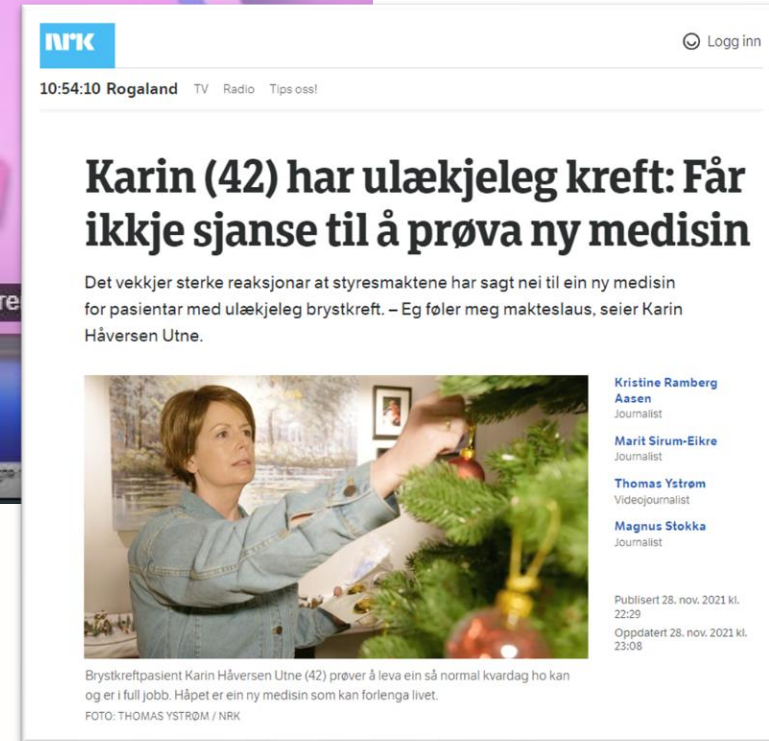 NRK
Logg inn
10:54:10 Rogaland TV Radio Tips oss!
Karin (42) har ulækjeleg kreft: Får
ikkje sjanse til å prøva ny medisin
Det vekkjer sterke reaksjonar at styresmaktene har sagt nei til ein ny medisin
for pasientar med ulækjeleg brystkreft. – Eg føler meg makteslaus, seier Karin
Håversen Utne.
Kristine Ramberg
Aasen
Journalist
Marit Sirum-Eikre
Journalist
Thomas Ystrøm
Videojournalist
Magnus Stokka
Journalist
Publisert 28. nov. 2021 kl.
22:29
Oppdatert 28. nov. 2021 kl.
23:08
Brystkreftpasient Karin Håversen Utne (42) prøver å leva ein så normal kvardag ho kan
og er i full jobb. Håpet er ein ny medisin som kan forlenga livet.
FOTO: THOMAS YSTRØM / NRK